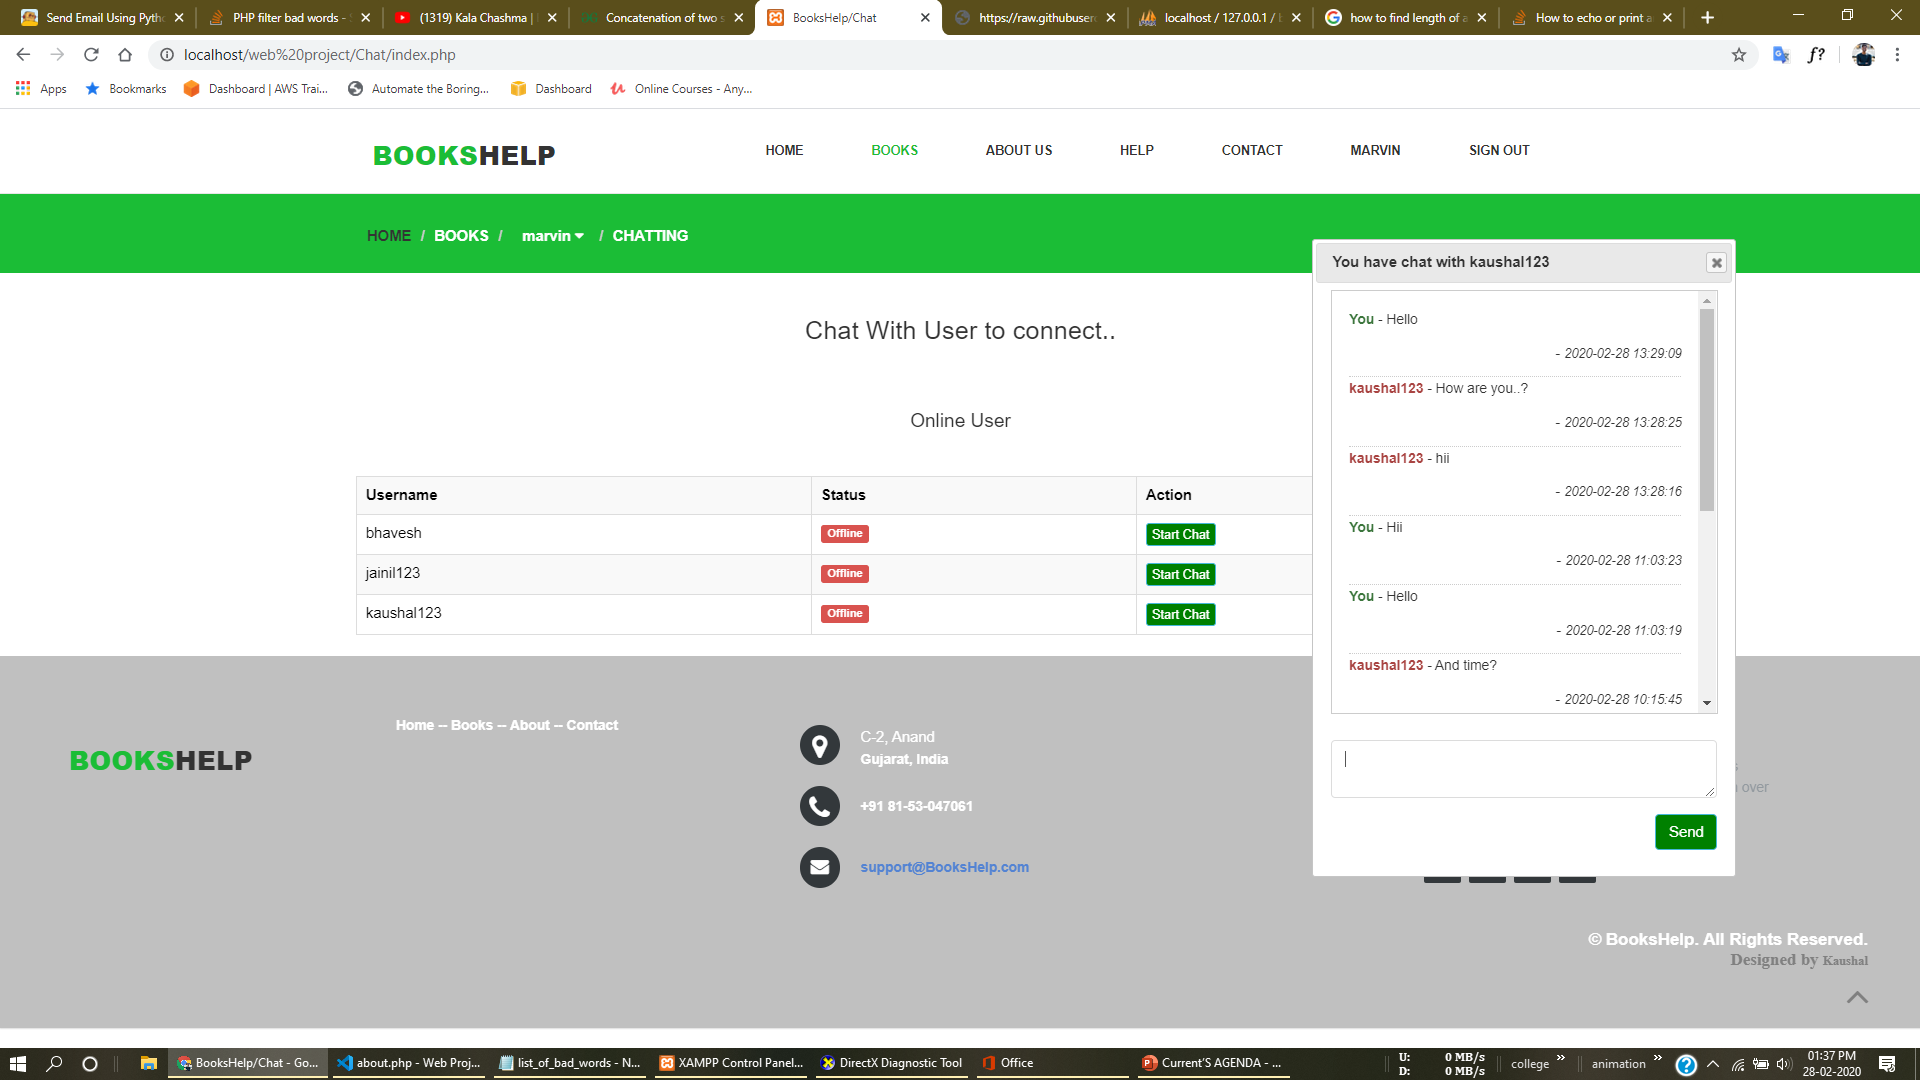 Send Email Using Pyth
PHP filter bad words -
(1319) Kala Chashma |
Concatenation of two s
BooksHelp/Chat
https://raw.githubuserc
localhost / 127.0.0.1 / b
how to find length of a
How to echo or print a
localhost/web%20project/Chat/index.php
f?
Apps
Bookmarks
Dashboard | AWS Trai...
Automate the Boring...
Dashboard
Online Courses - Any...
BOOKSHELP
HOME
BOOKS
ABOUT US
HELP
CONTACT
MARVIN
SIGN OUT
HOME / BOOKS / marvin / CHATTING
Chat With User to connect..
Online User
Username Status Action
bhavesh Offline Start Chat
jainil123 Offline Start Chat
kaushal123 Offline Start Chat
You have chat with kaushal123
You - Hello
- 2020-02-28 13:29:09
kaushal123 - How are you..?
- 2020-02-28 13:28:25
kaushal123 - hii
- 2020-02-28 13:28:16
You - Hii
- 2020-02-28 11:03:23
You - Hello
- 2020-02-28 11:03:19
kaushal123 - And time?
- 2020-02-28 10:15:45
Send
BOOKSHELP
Home -- Books -- About -- Contact
C-2, Anand
Gujarat, India
+91 81-53-047061
support@BooksHelp.com
over
© BooksHelp. All Rights Reserved.
Designed by Kaushal
BooksHelp/Chat - Go...
about.php - Web Proj...
list_of_bad_words - N...
XAMPP Control Panel...
DirectX Diagnostic Tool
Office
Current'S AGENDA - ...
U: 0 MB/s
D: 0 MB/s
college »
animation »
01:37 PM
28-02-2020